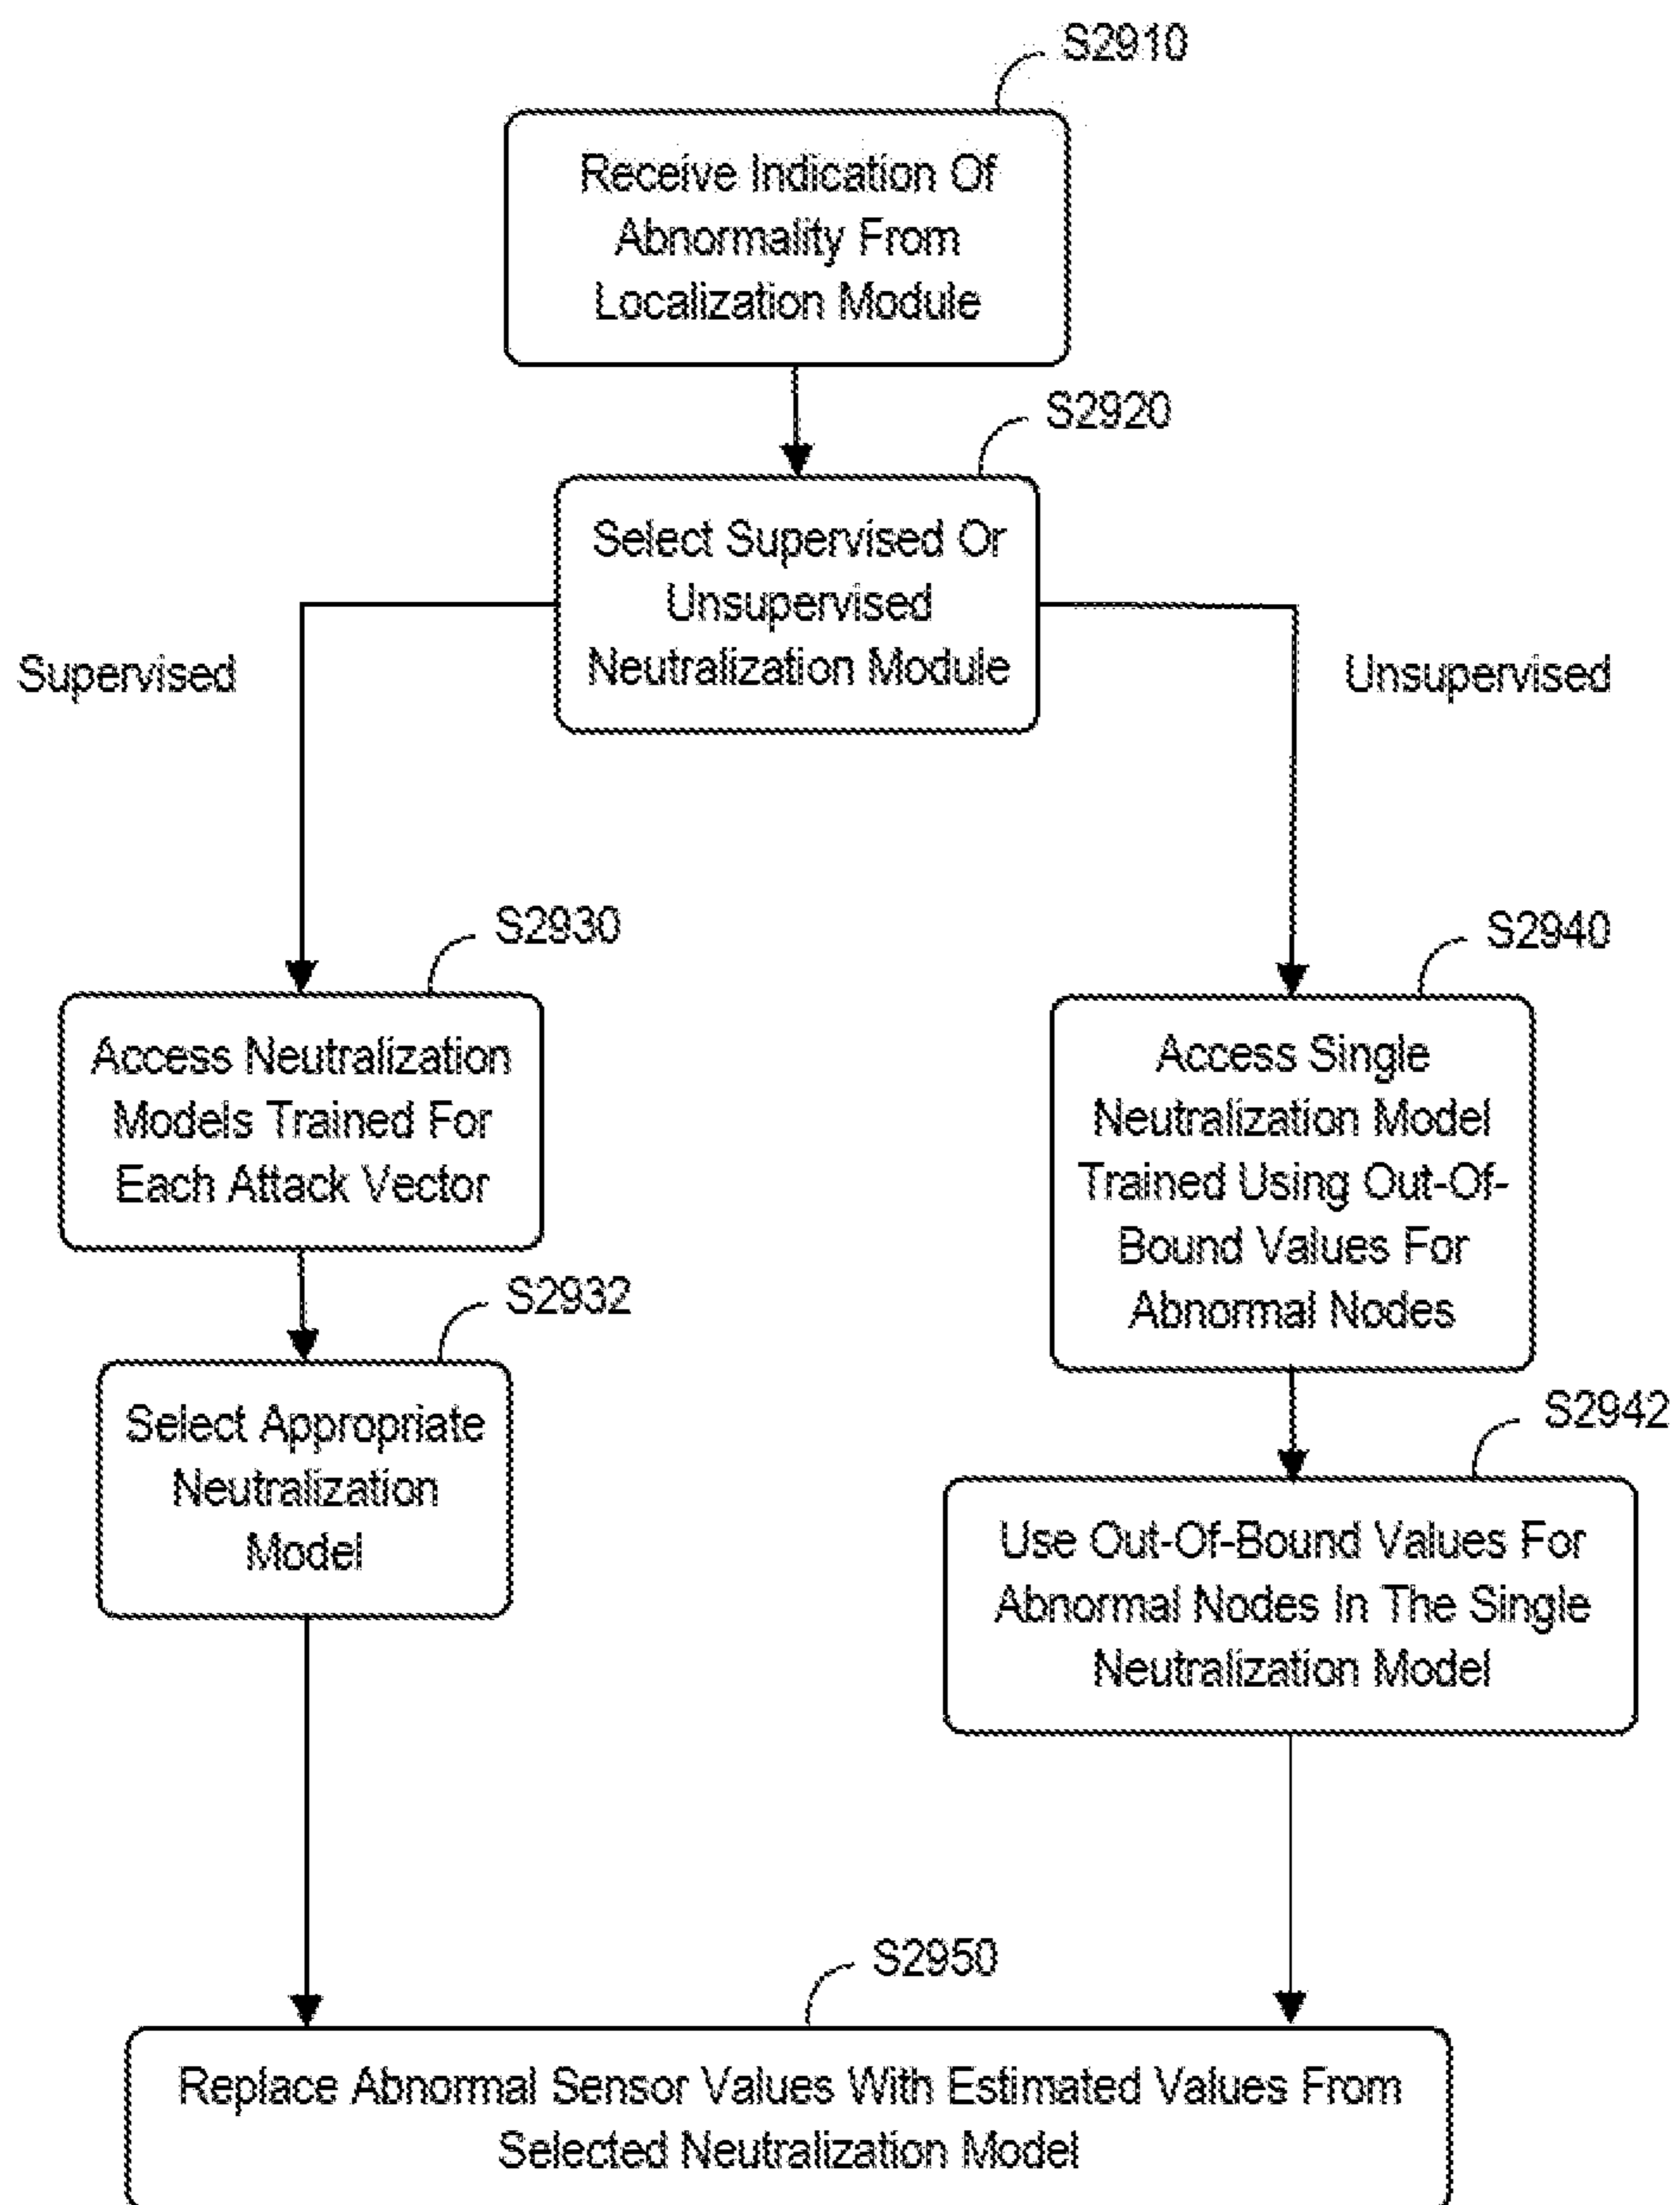 S2910
Receive Indication Of
Abnormality From
Localization Module
S2920
Select Supervised Or
Unsupervised
Neutralization Module
Supervised
Unsupervised
S2930
Access Neutralization
Models Trained For
Each Attack Vector
S2940
Access Single
Neutralization Model
Trained Using Out-Of-
Bound Values For
Abnormal Nodes
S2932
Select Appropriate
Neutralization
Model
S2942
Use Out-Of-Bound Values For
Abnormal Nodes In The Single
Neutralization Model
S2950
Replace Abnormal Sensor Values With Estimated Values From
Selected Neutralization Model